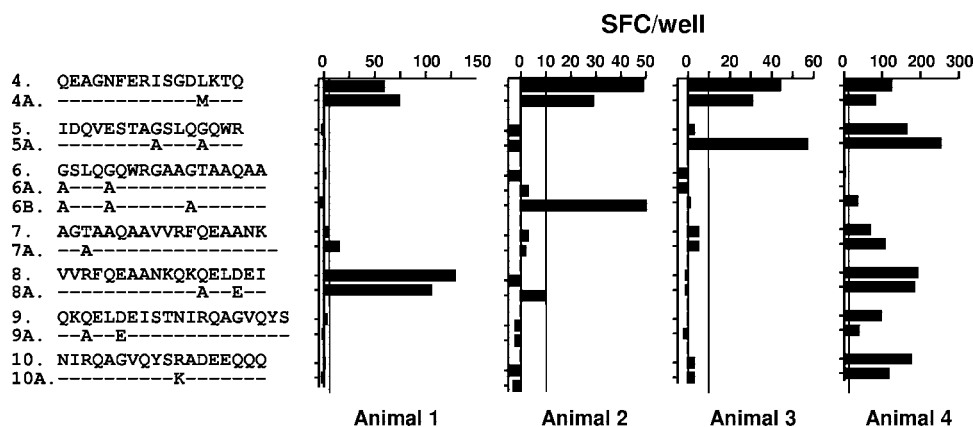 SFC/well
50 100 150
0 10 20 30 40 50
0 20 40 60
0 100 200 300
4. QEAGNFERISGDLKTQ
4A. ------------M---
5. IDQVESTAGSLQGQWR
5A. --------A---A---
6. GSLQGQWRGAAGTAAQAA
6A. A---A-------------
6B. A---A------A------
7. AGTAAQAAVVRFQEAANK
7A. --A----------------
8. VVRFQEAANKQKQELDEI
8A. ------------A--E--
9. QKQELDEISTNIRQAGVQYS
9A. --A--E--------------
10. NIRQAGVQYSRADEEQQQ
10A. ----------K-------
Animal 1 Animal 2 Animal 3 Animal 4